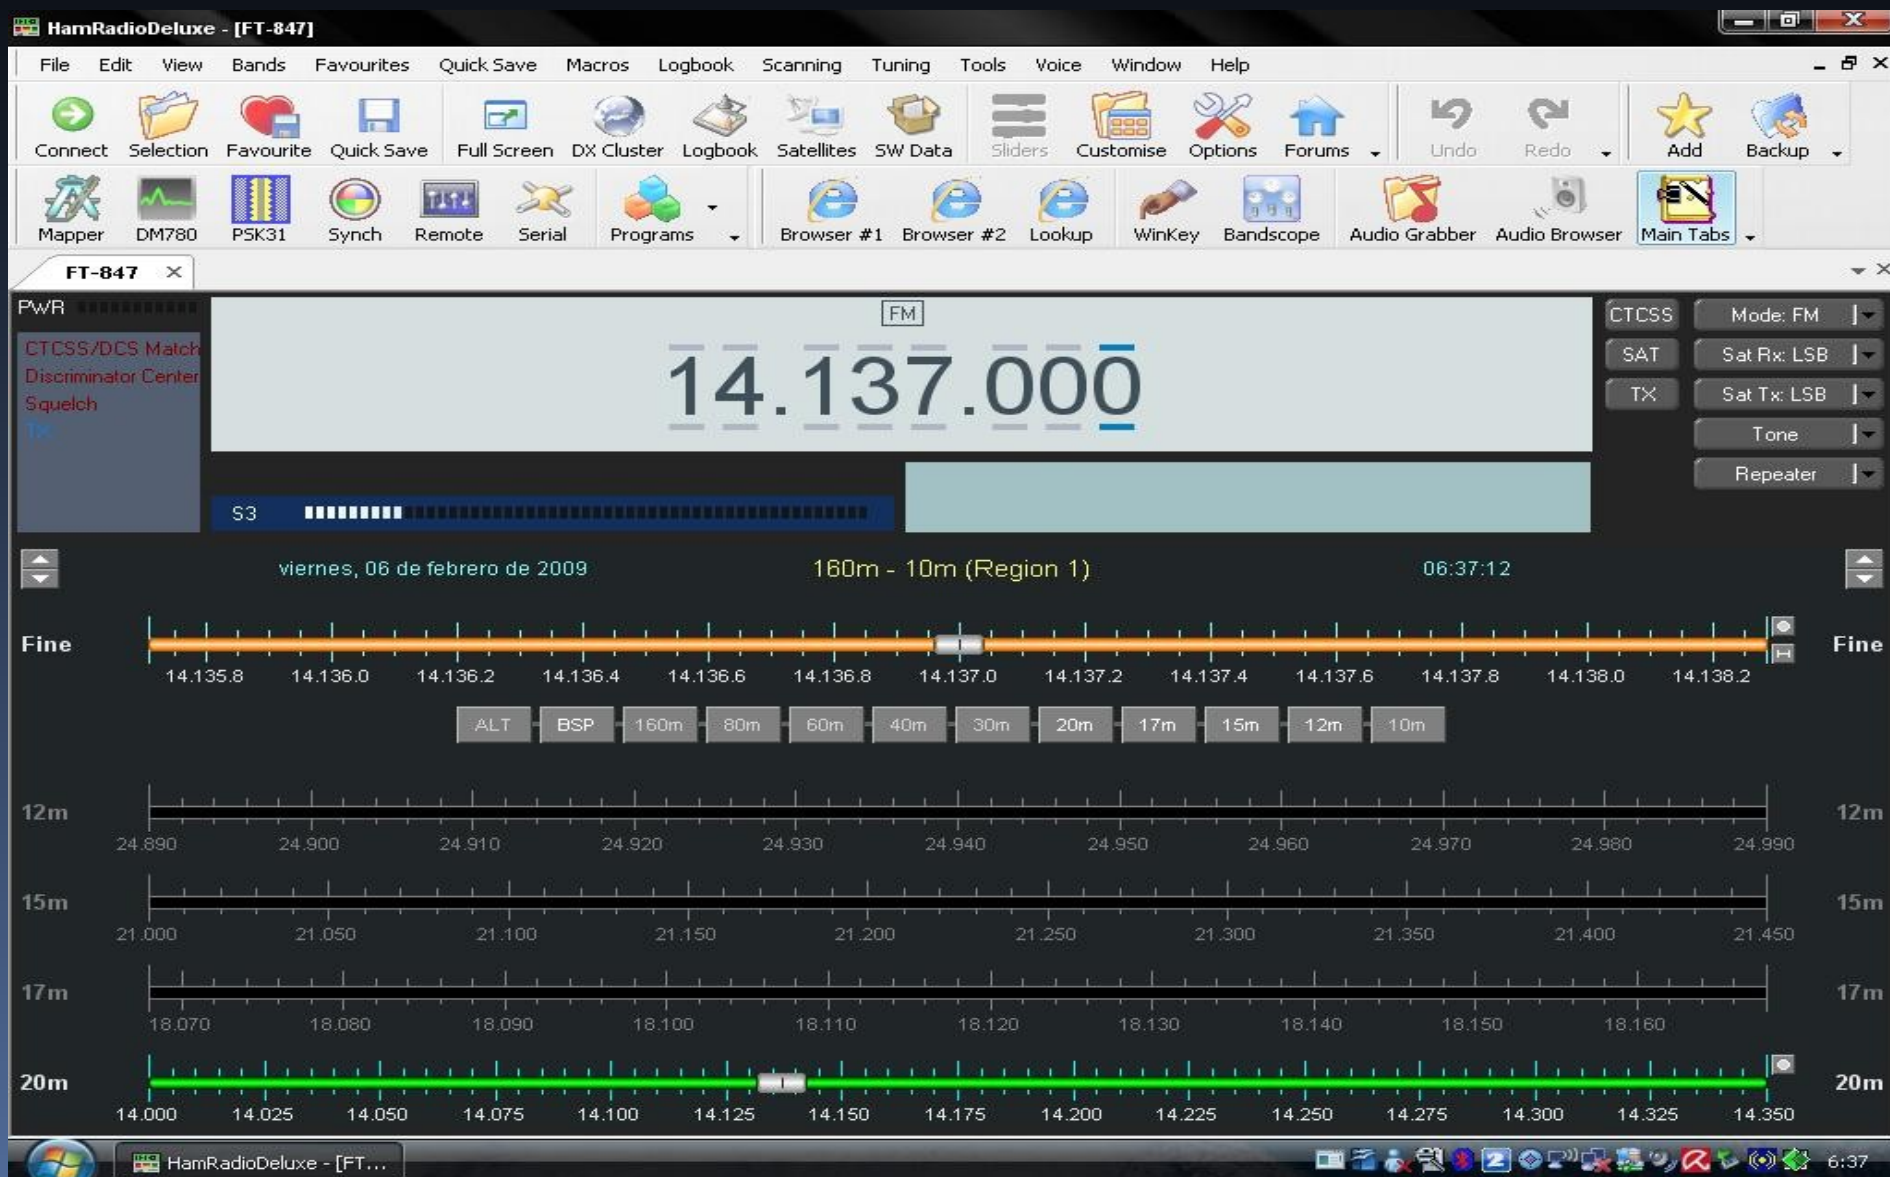 HamRadioDeluxe - [FT-847]
File Edit View Bands Favourites Quick Save Macros Logbook Scanning Tuning Tools Voice Window Help
Connect Selection Favourite Quick Save Full Screen DX Cluster Logbook Satellites SW Data Sliders Customise Options Forums Undo Redo Add Backup
Mapper DM780 PSK31 Synch Remote Serial Programs Browser #1 Browser #2 Lookup WinKey Bandscope Audio Grabber Audio Browser Main Tabs
FT-847
PWR
FM
CTCSS Mode: FM
CTCSS/DCS Match
SAT Sat Rx: LSB
Discriminator Center
14.137.000
TX Sat Tx: LSB
Squelch
TX
Tone
Repeater
S3
viernes, 06 de febrero de 2009 160m - 10m (Region 1) 06:37:12
Fine Fine
14.135.8 14.136.0 14.136.2 14.136.4 14.136.6 14.136.8 14.137.0 14.137.2 14.137.4 14.137.6 14.137.8 14.138.0 14.138.2
ALT BSP 160m 80m 60m 40m 30m 20m 17m 15m 12m 10m
12m 12m
24.890 24.900 24.910 24.920 24.930 24.940 24.950 24.960 24.970 24.980 24.990
15m 15m
21.000 21.050 21.100 21.150 21.200 21.250 21.300 21.350 21.400 21.450
17m 17m
18.070 18.080 18.090 18.100 18.110 18.120 18.130 18.140 18.150 18.160
20m 20m
14.000 14.025 14.050 14.075 14.100 14.125 14.150 14.175 14.200 14.225 14.250 14.275 14.300 14.325 14.350
HamRadioDeluxe - [FT... 2 6:37